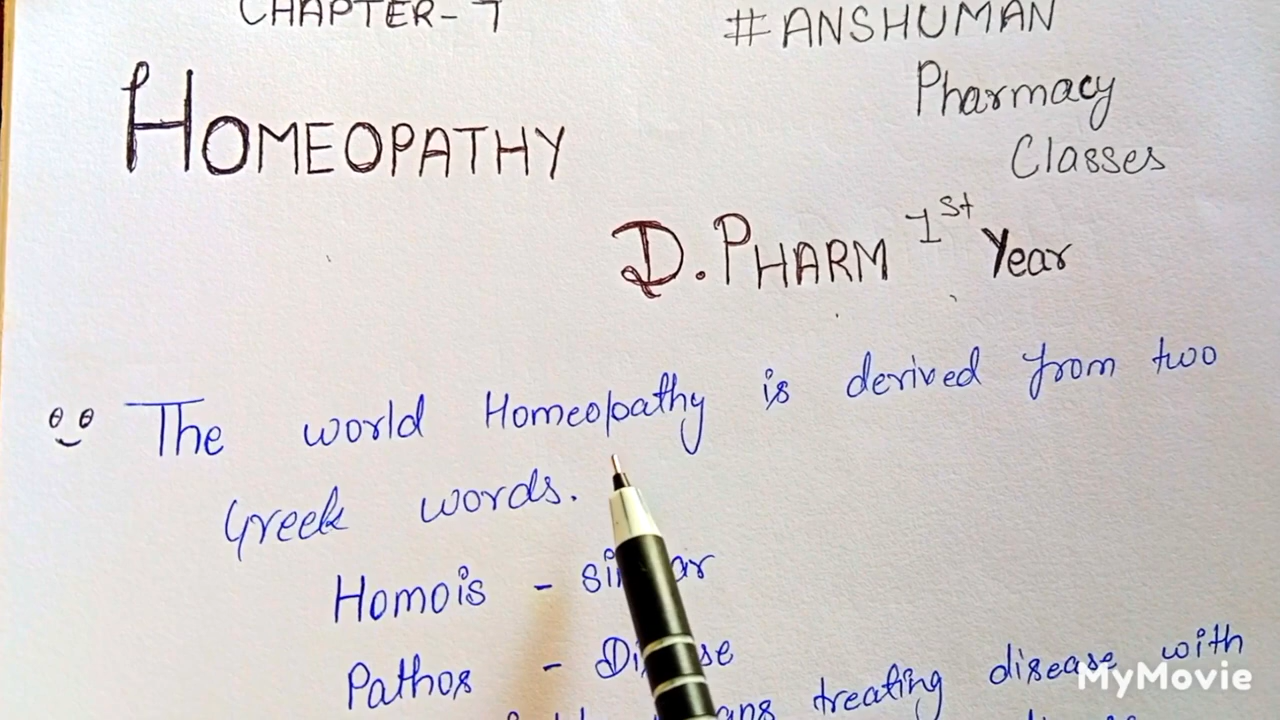 CHAPTER-7
#ANSHUMAN
Pharmacy
Classes
HOMEOPATHY
D.PHARM 1st Year
The world Homeopathy is derived from two
Greek words.
Homois -
Pathos -
treating disease with
MyMovie